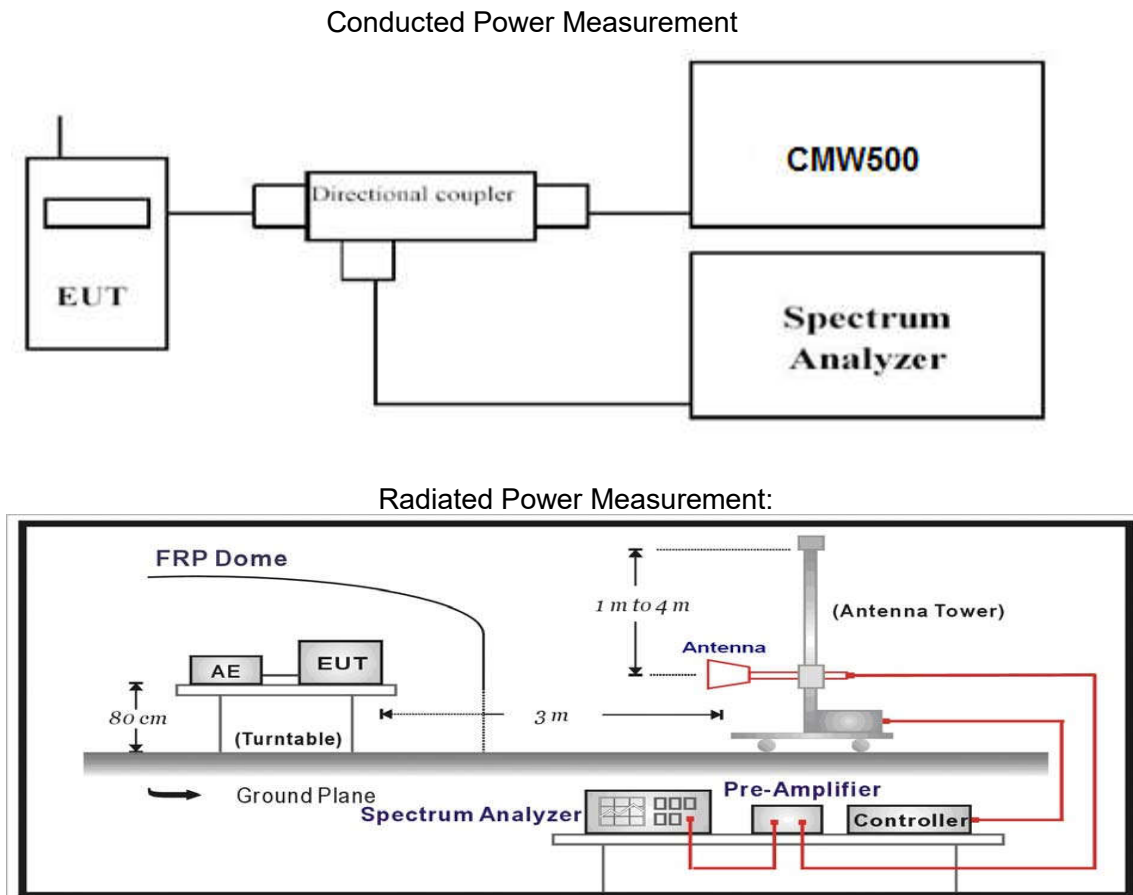 Conducted Power Measurement
CMW500
Directional coupler
EUT
Spectrum
Analyzer
Radiated Power Measurement:
FRP Dome
1 m to 4 m
(Antenna Tower)
Antenna
AE
EUT
80 cm
3 m
(Turntable)
Ground Plane
Pre-Amplifier
Spectrum Analyzer
Controller